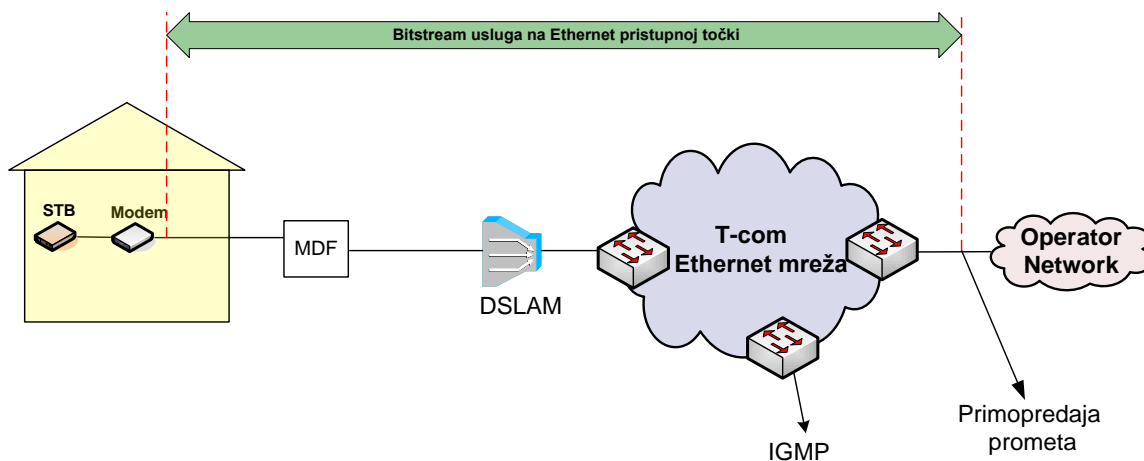 Bitstream usluga na Ethernet pristupnoj točki
STB
Modem
MDF
DSLAM
T-com
Ethernet mreža
Operator
Network
IGMP
Primopredaja
prometa